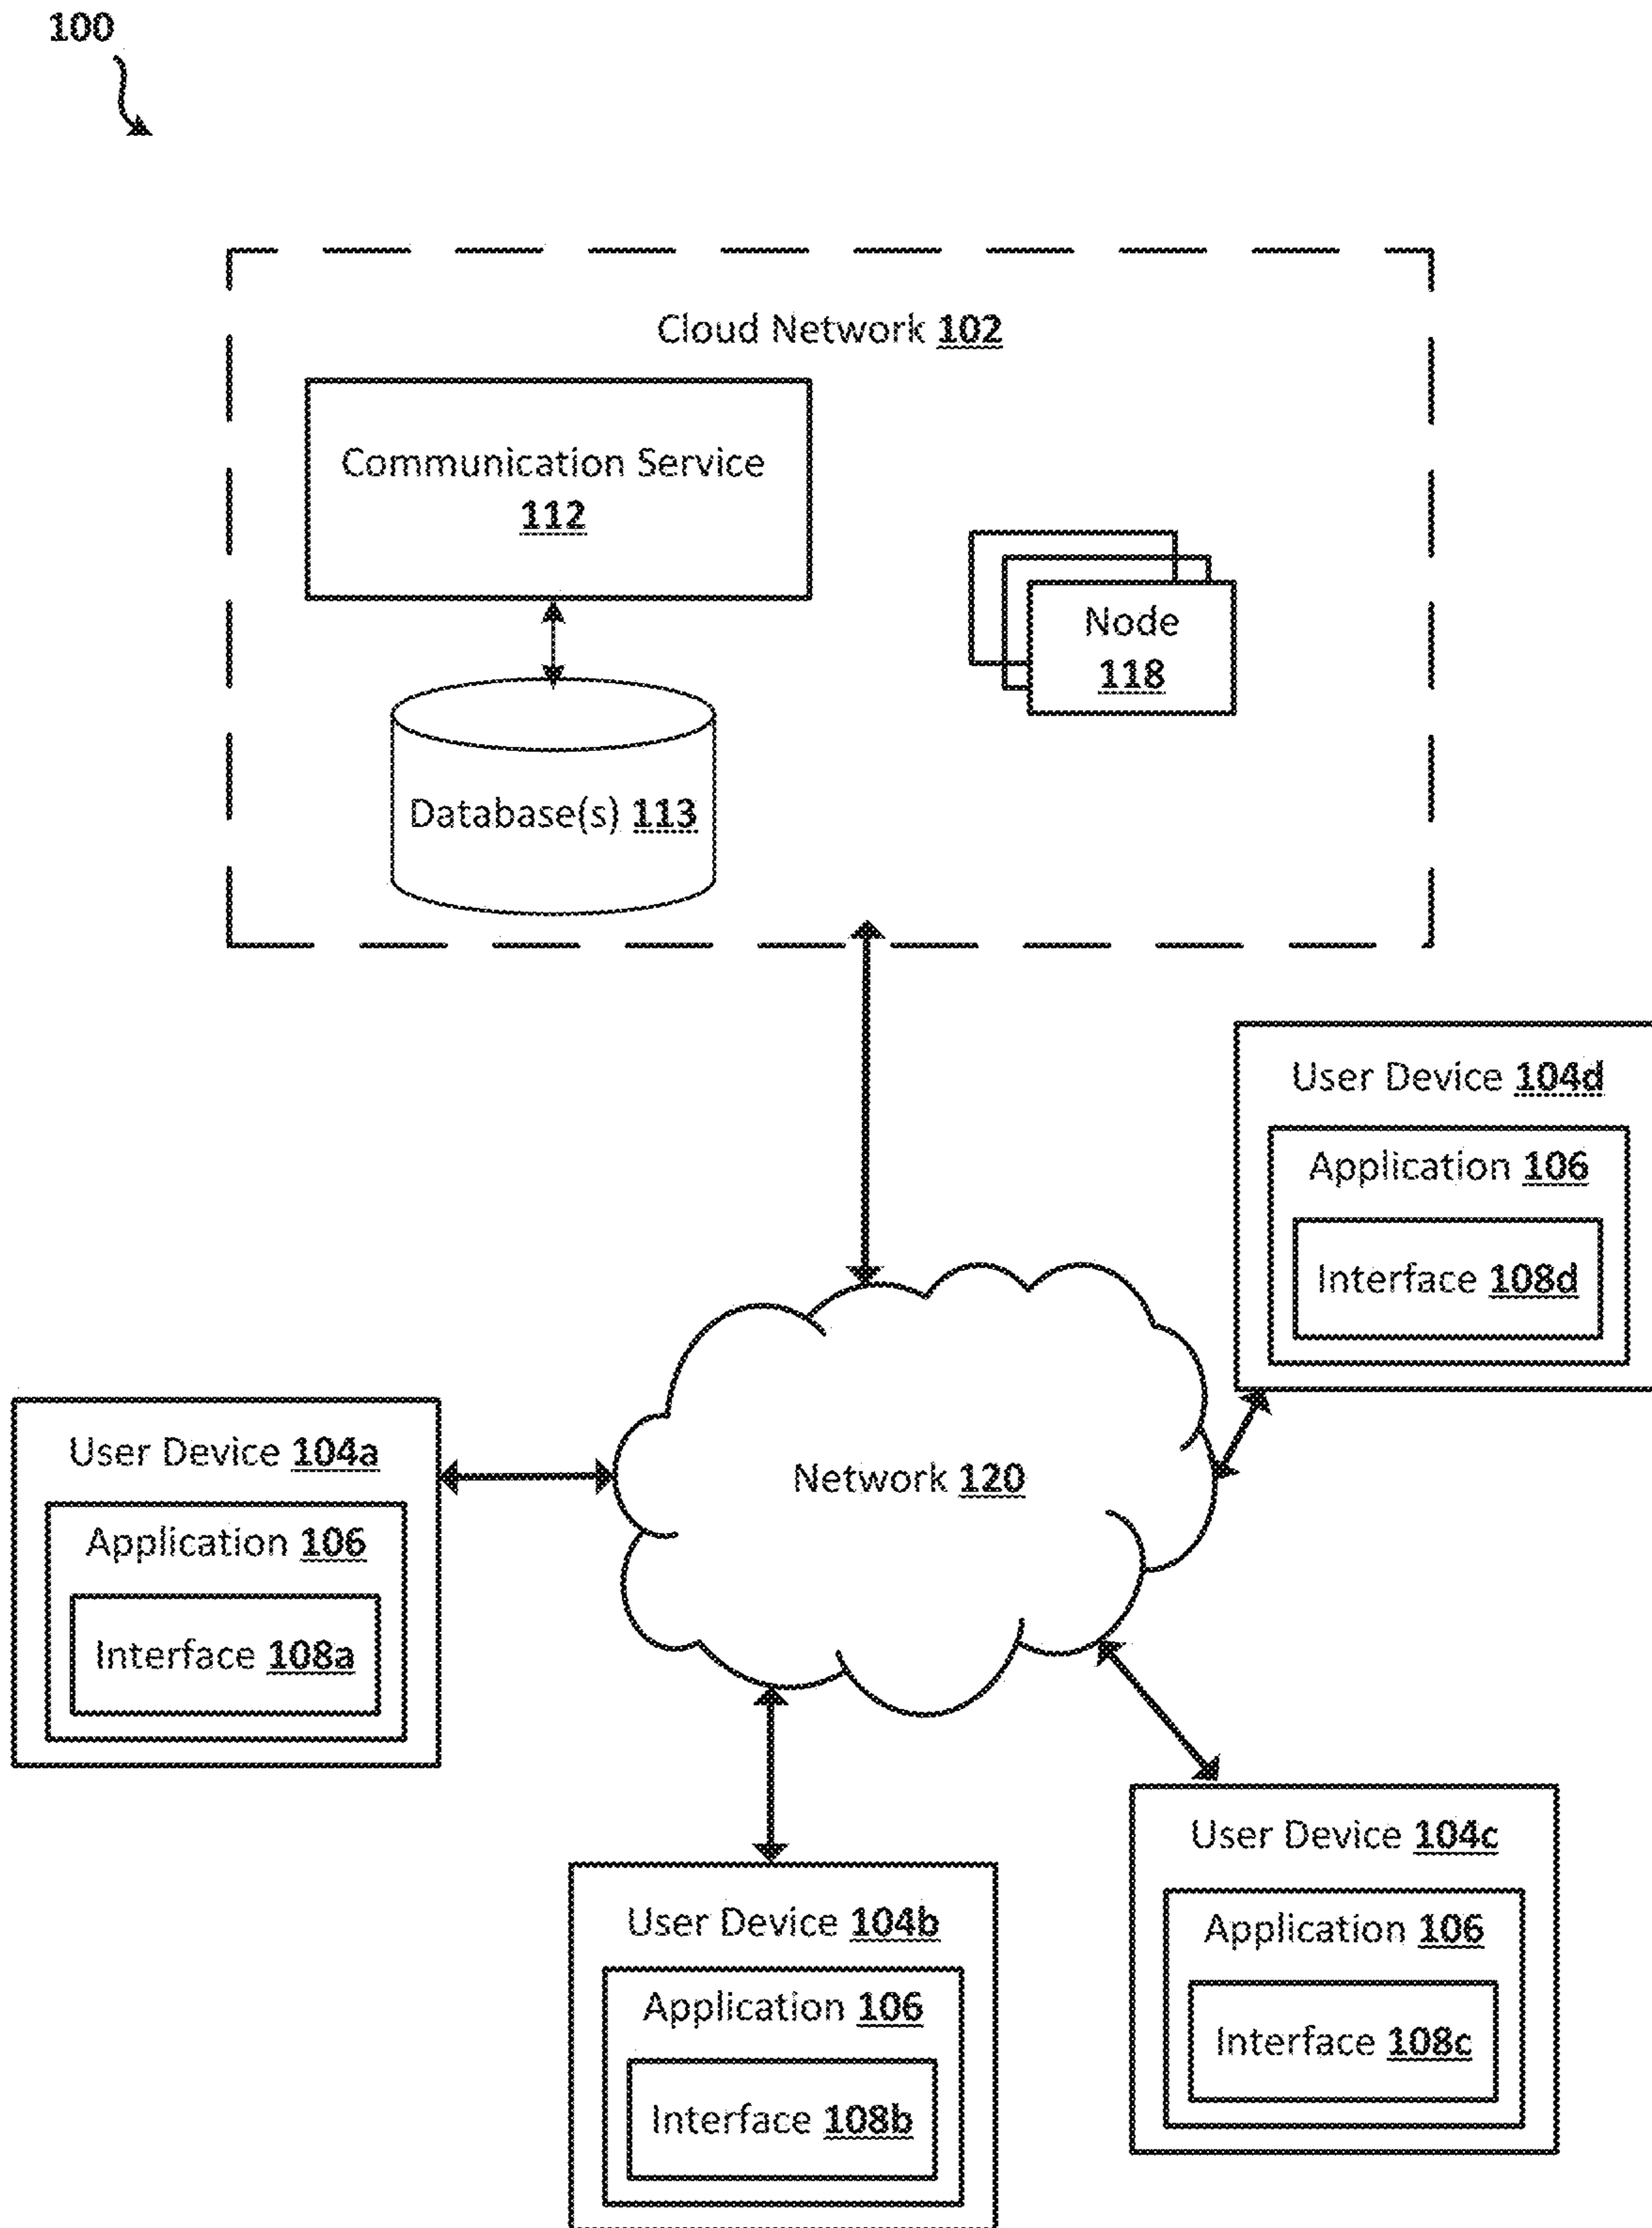 100
Cloud Network 102
Communication Service
112
Node
118
Database(s) 113
User Device 104d
Application 106
Interface 108d
User Device 104a
Application 106
Interface 108a
Network 120
User Device 104c
Application 106
Interface 108c
User Device 104b
Application 106
Interface 108b